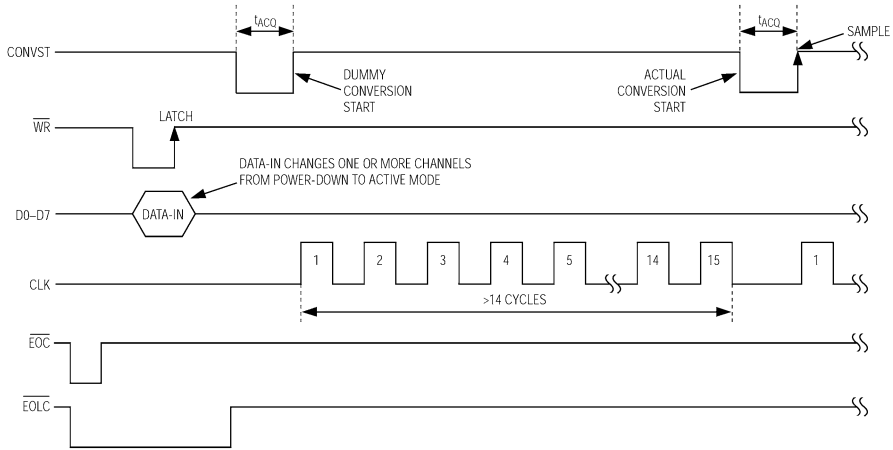 tACQ
tACQ
SAMPLE
CONVST
DUMMY
CONVERSION
START
ACTUAL
CONVERSION
START
WR
LATCH
DATA-IN CHANGES ONE OR MORE CHANNELS
FROM POWER-DOWN TO ACTIVE MODE
D0–D7
DATA-IN
CLK
1
2
3
4
5
14
15
1
>14 CYCLES
EOC
EOLC